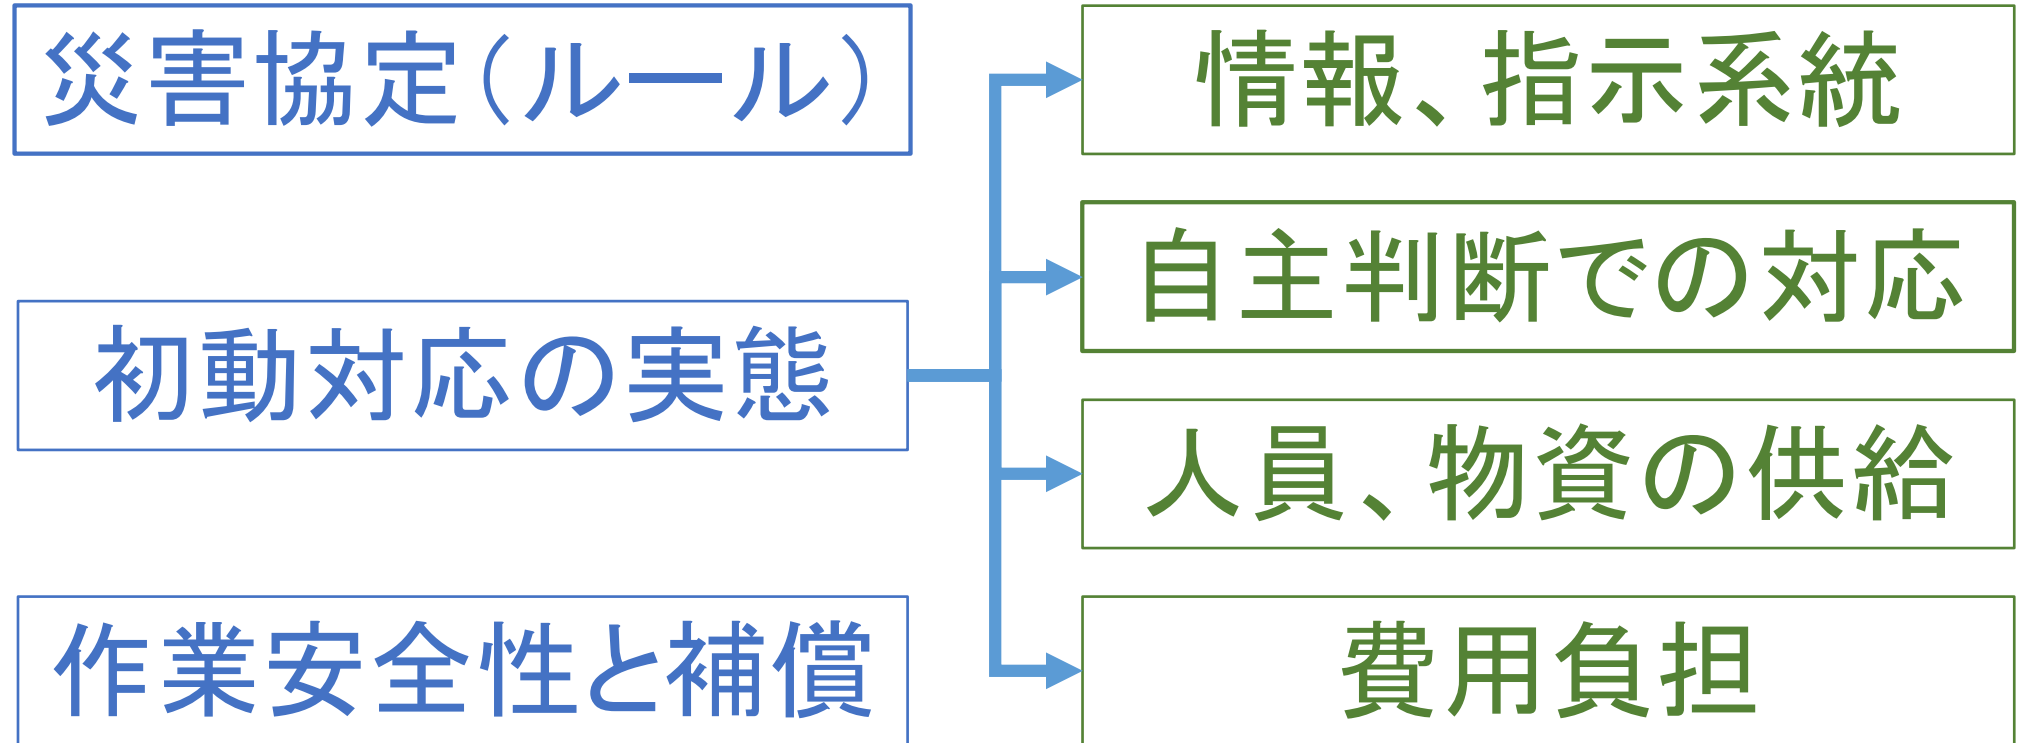 災害協定(ルール)
初動対応の実態
作業安全性と補償
情報、指示系統
自主判断での対応
人員、物資の供給
費用負担